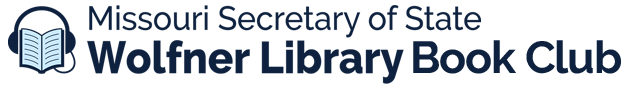 Missouri Secretary of State
Wolfner Library Book Club